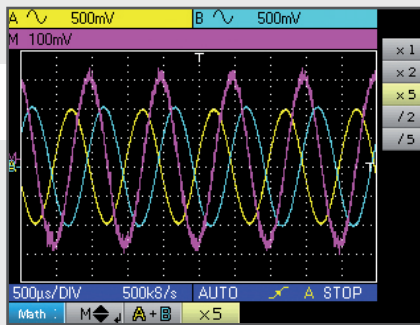 A 500mV B 500mV
M 100mV
T
×1
×2
×5
/2
/5
T
500µs/DIV 500kS/s AUTO A STOP
Math : M A+B ×5